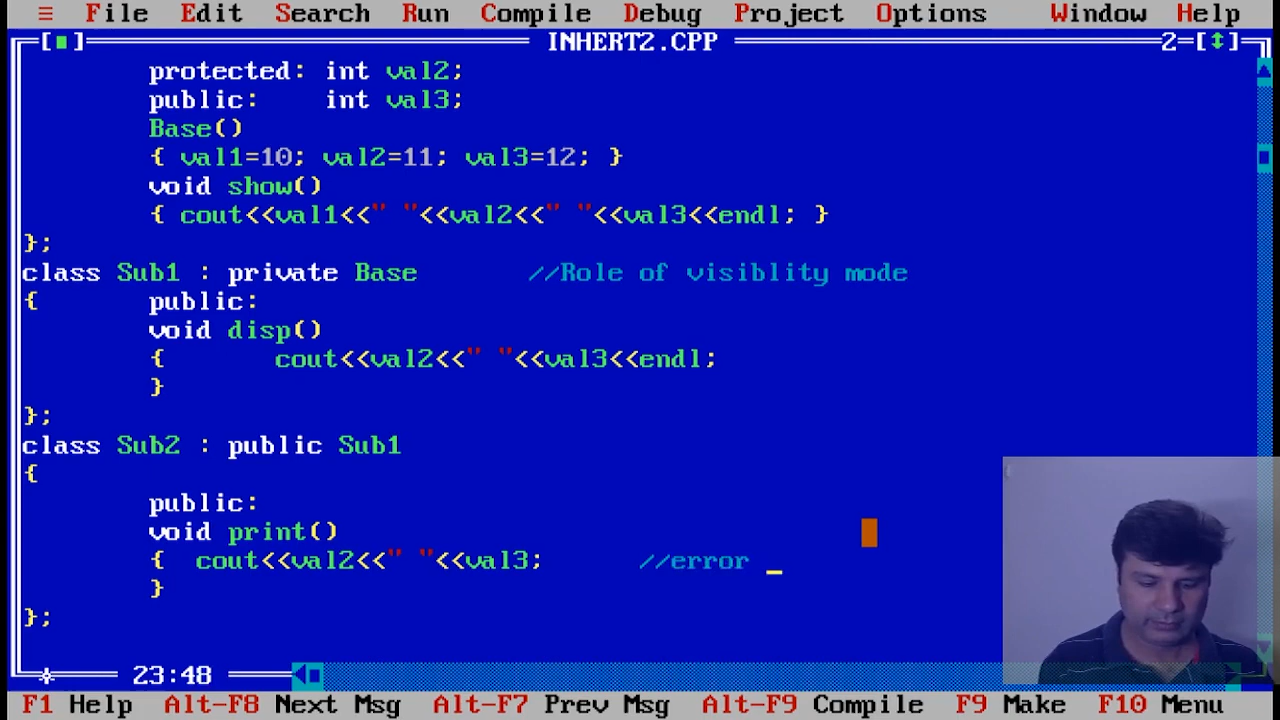 ≡ File Edit Search Run Compile Debug Project Options Window Help
[■] INHERT2.CPP 2=[↕]
protected: int val2;
public: int val3;
Base()
{ val1=10; val2=11; val3=12; }
void show()
{ cout<<val1<<" "<<val2<<" "<<val3<<endl; }
};
class Sub1 : private Base //Role of visiblity mode
{ public:
void disp()
{ cout<<val2<<" "<<val3<<endl;
}
};
class Sub2 : public Sub1
{
public:
void print()
{ cout<<val2<<" "<<val3; //error _
}
};
23:48
F1 Help Alt-F8 Next Msg Alt-F7 Prev Msg Alt-F9 Compile F9 Make F10 Menu